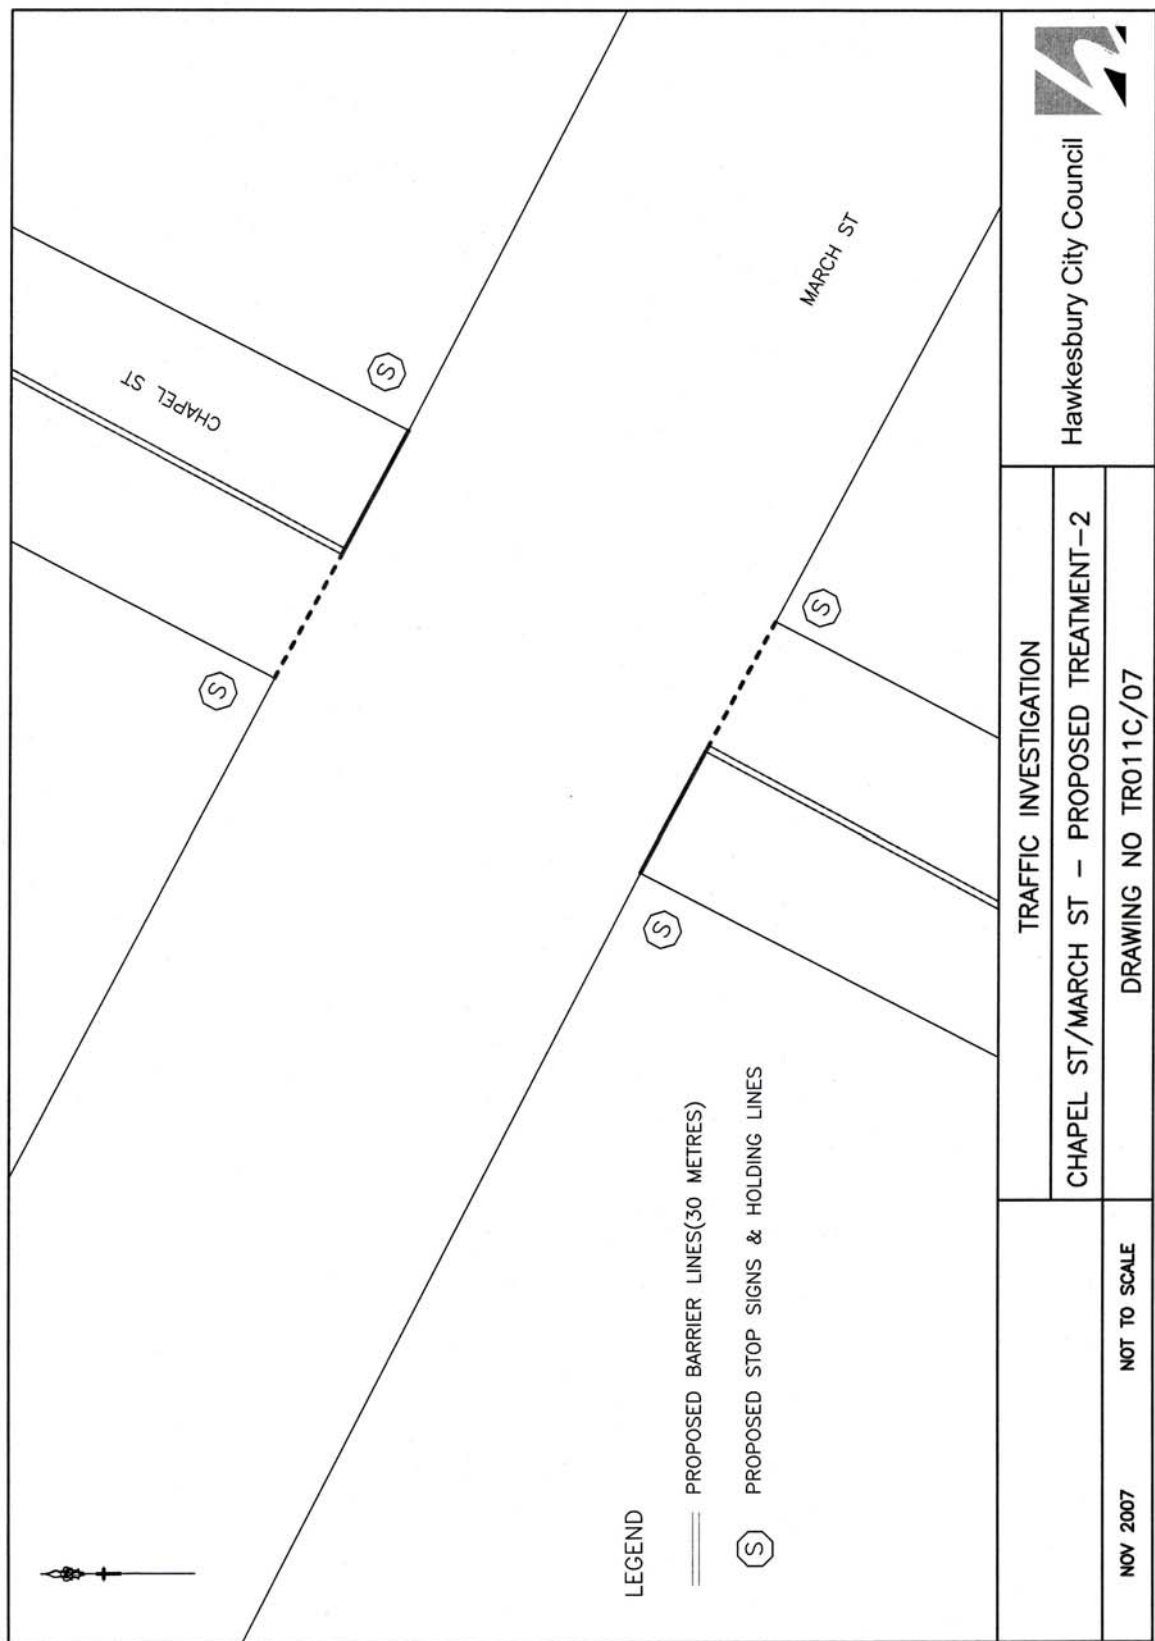 CHAPEL ST
S
S
MARCH ST
S
S
LEGEND
PROPOSED BARRIER LINES(30 METRES)
S PROPOSED STOP SIGNS & HOLDING LINES
NOV 2007 NOT TO SCALE
TRAFFIC INVESTIGATION
CHAPEL ST/MARCH ST - PROPOSED TREATMENT-2
DRAWING NO TR011C/07
Hawkesbury City Council